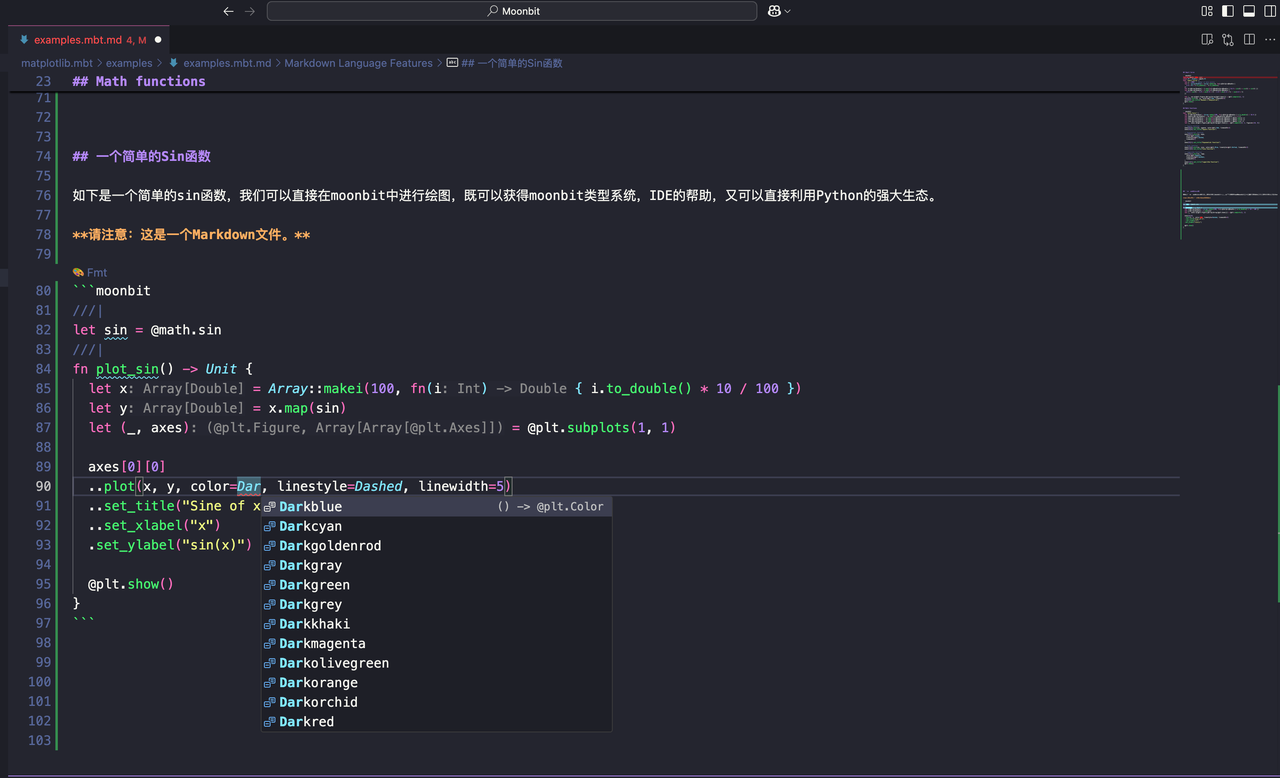 Moonbit
examples.mbt.md 4, M
matplotlib.mbt > examples > examples.mbt.md > Markdown Language Features > ## 一个简单的Sin函数
23 ## Math functions
71
72
73
74 ## 一个简单的Sin函数
75
76 如下是一个简单的sin函数，我们可以直接在moonbit中进行绘图，既可以获得moonbit类型系统，IDE的帮助，又可以直接利用Python的强大生态。
77
78 **请注意：这是一个Markdown文件。**
79
Fmt
80 ```moonbit
81 ///|
82 let sin = @math.sin
83 ///|
84 fn plot_sin() -> Unit {
85 let x: Array[Double] = Array::makei(100, fn(i: Int) -> Double { i.to_double() * 10 / 100 })
86 let y: Array[Double] = x.map(sin)
87 let (_, axes): (@plt.Figure, Array[Array[@plt.Axes]]) = @plt.subplots(1, 1)
88
89 axes[0][0]
90 ..plot(x, y, color=Dar, linestyle=Dashed, linewidth=5)
91 ..set_title("Sine of x
92 ..set_xlabel("x")
93 .set_ylabel("sin(x)")
94
95 @plt.show()
96 }
97 ```
98
99
100
101
102
103
Darkblue () -> @plt.Color
Darkcyan
Darkgoldenrod
Darkgray
Darkgreen
Darkgrey
Darkkhaki
Darkmagenta
Darkolivegreen
Darkorange
Darkorchid
Darkred